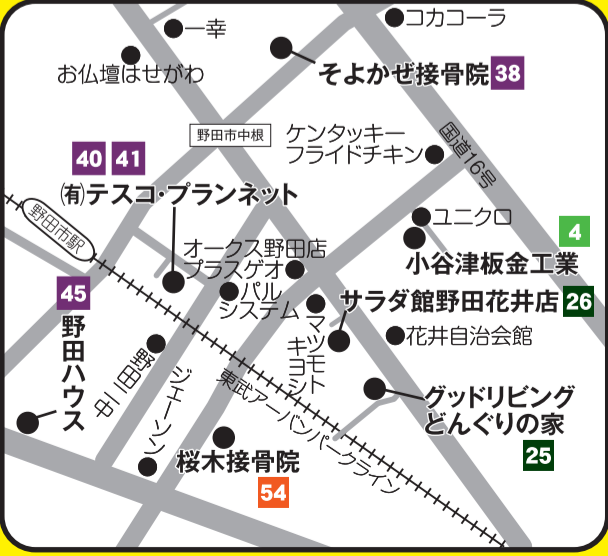 コカコーラ
一幸
お仏壇はせがわ
そよかぜ接骨院 38
野田市中根
ケンタッキー
フライドチキン
国道16号
40 41
㈲テスコ・プランネット
ユニクロ
野田市駅
4
小谷津板金工業
オークス野田店
プラスゲオ
パル
システム
45
野田ハウス
サラダ館野田花井店 26
マツモト
キヨシ
花井自治会館
野田二中
ジェーソン
東武アーバンパークライン
グッドリビング
どんぐりの家
25
桜木接骨院
54